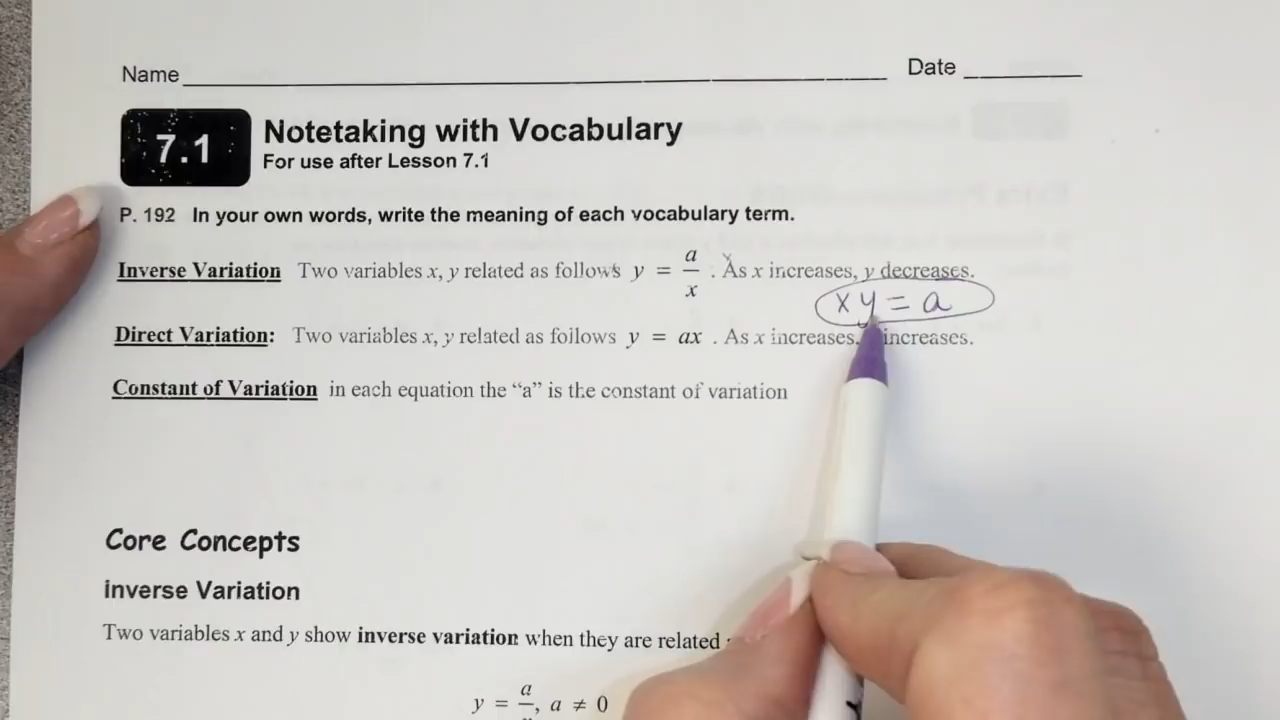 Name
Date
7.1
Notetaking with Vocabulary
For use after Lesson 7.1
P. 192 In your own words, write the meaning of each vocabulary term.
Inverse Variation Two variables x, y related as follows y = a/x . As x increases, y decreases.
xy = a
Direct Variation: Two variables x, y related as follows y = ax . As x increases, increases.
Constant of Variation in each equation the “a” is the constant of variation
Core Concepts
Inverse Variation
Two variables x and y show inverse variation when they are related
y = a/, a ≠ 0